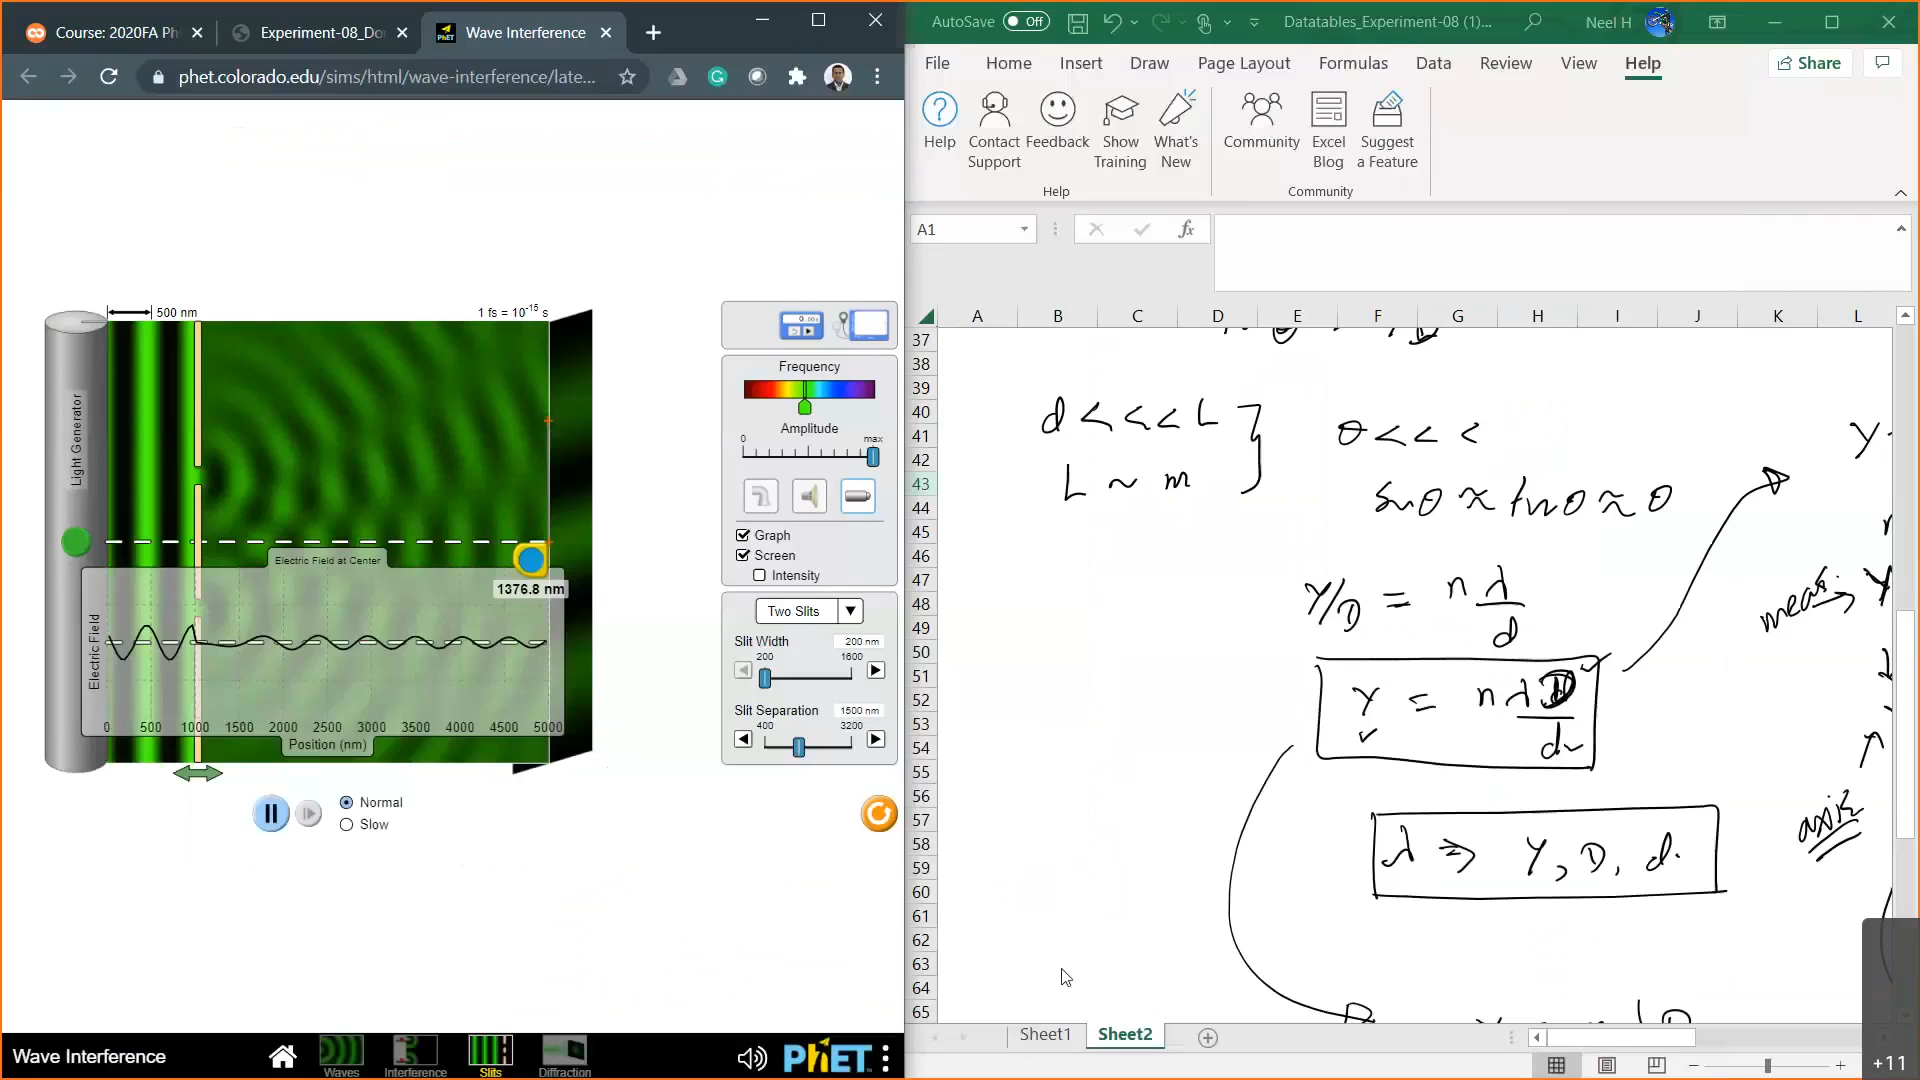 Course: 2020FA Ph
Experiment-08_Do
Wave Interference
phet.colorado.edu/sims/html/wave-interference/late...
500 nm
1 fs = 10⁻¹⁵ s
Light Generator
Electric Field at Center
1376.8 nm
Electric Field
0 500 1000 1500 2000 2500 3000 3500 4000 4500 5000
Position (nm)
Normal
Slow
Frequency
Amplitude
0 max
Graph
Screen
Intensity
Two Slits
Slit Width
200 nm
200 1600
Slit Separation
1500 nm
400 3200
Wave Interference
Waves
Interference
Slits
Diffraction
PhET
AutoSave Off
Datatables_Experiment-08 (1)...
Neel H
File Home Insert Draw Page Layout Formulas Data Review View Help
Share
Help
Contact Support
Feedback
Show Training
What's New
Community
Excel Blog
Suggest a Feature
Help
Community
A1
fx
A B C D E F G H I J K L
37
38
39
40
41
42
43
44
45
46
47
48
49
50
51
52
53
54
55
56
57
58
59
60
61
62
63
64
65
d <<< L
L ~ m
θ <<<
sinθ ≈ tanθ ≈ θ
Y/D = nλ/d
Y = nλD/d
λ ⇒ Y, D, d.
meas.
axis
Sheet1
Sheet2
+11